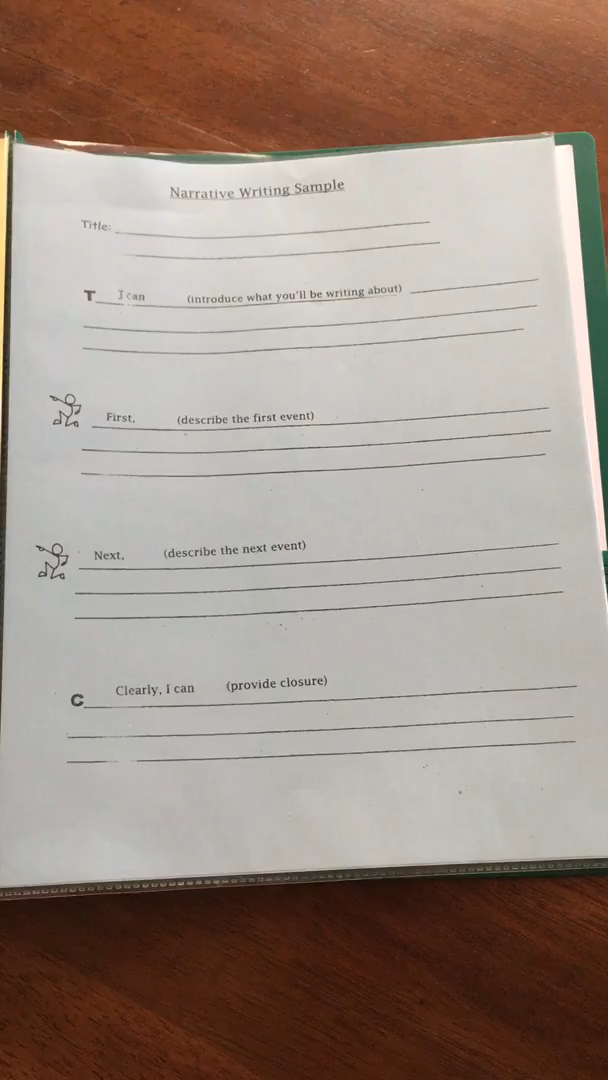 Narrative Writing Sample
Title:
T I can (introduce what you'll be writing about)
First, (describe the first event)
Next, (describe the next event)
C Clearly, I can (provide closure)